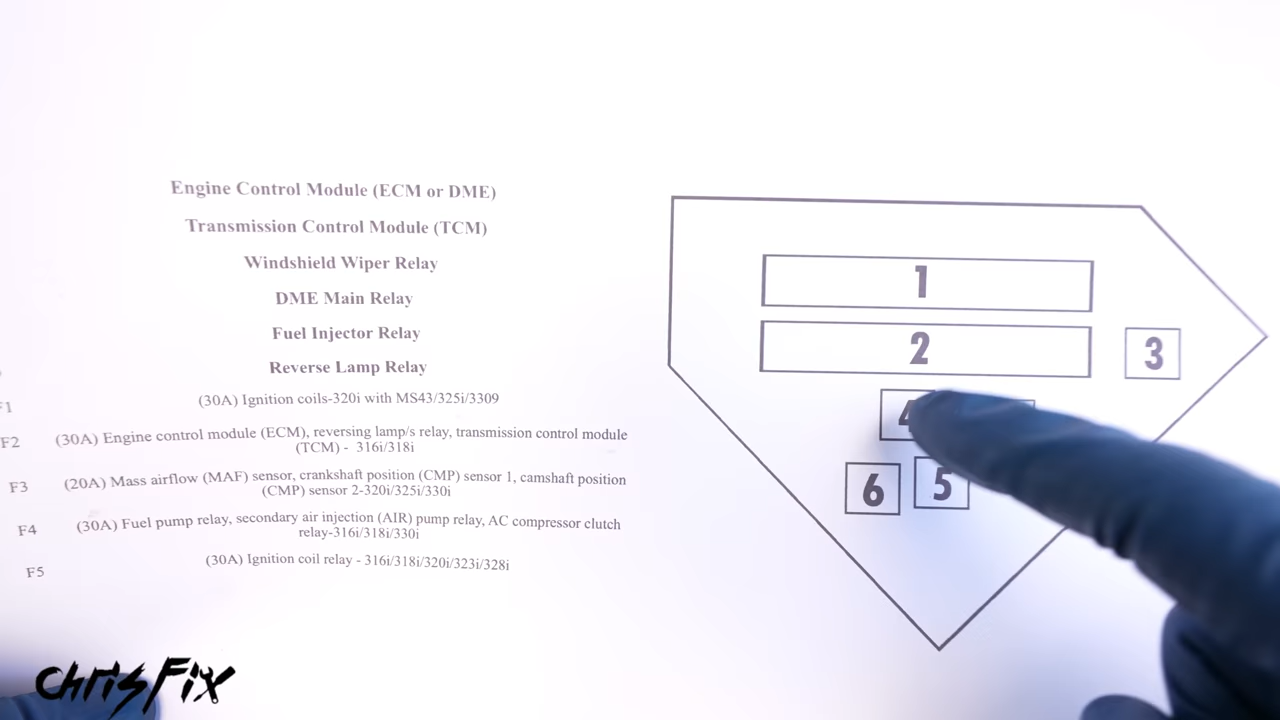 Engine Control Module (ECM or DME)
Transmission Control Module (TCM)
Windshield Wiper Relay
DME Main Relay
Fuel Injector Relay
Reverse Lamp Relay
F1
(30A) Ignition coils-320i with MS43/325i/3309
F2
(30A) Engine control module (ECM), reversing lamp/s relay, transmission control module
(TCM) - 316i/318i
F3
(20A) Mass airflow (MAF) sensor, crankshaft position (CMP) sensor 1, camshaft position
(CMP) sensor 2-320i/325i/330i
F4
(30A) Fuel pump relay, secondary air injection (AIR) pump relay, AC compressor clutch
relay-316i/318i/330i
F5
(30A) Ignition coil relay - 316i/318i/320i/323i/328i
1
2
3
4
6
5
ChrisFix